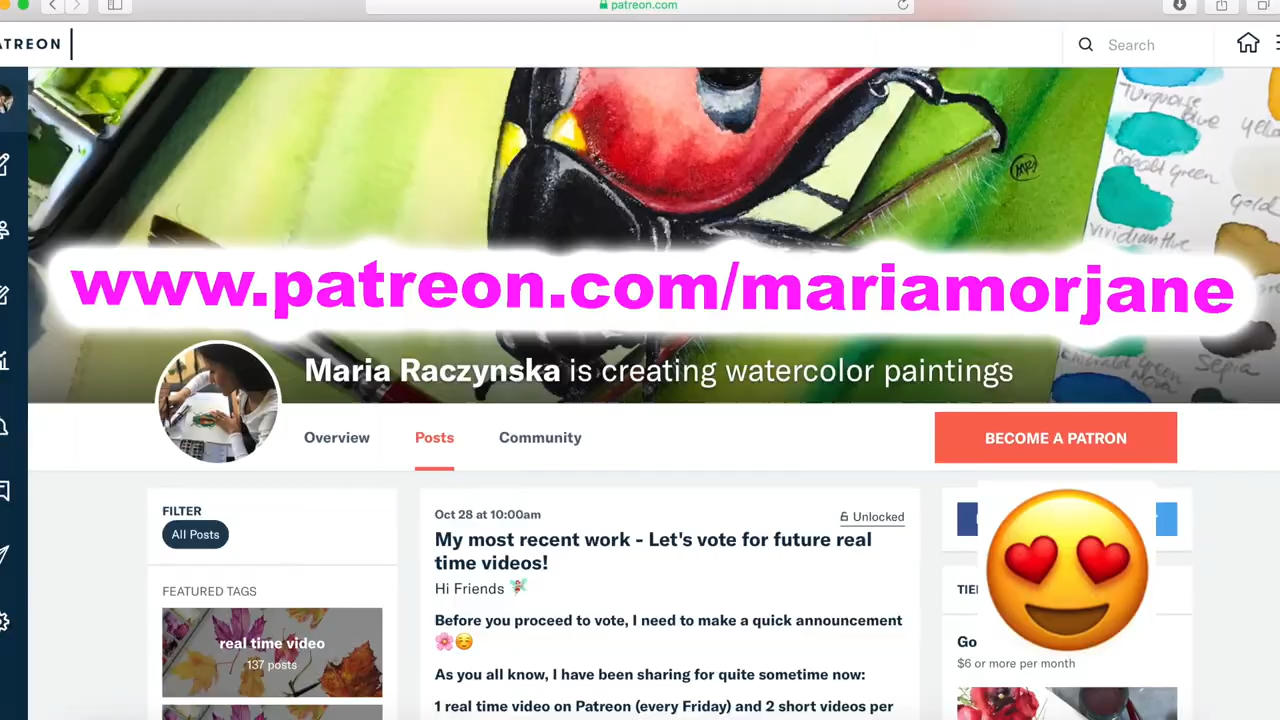 patreon.com
ATREON
Search
Turquoise
Blue
Cobalt Green
Gold
www.patreon.com/mariamorjane
Sepia
Maria Raczynska is creating watercolor paintings
Overview
Posts
Community
BECOME A PATRON
FILTER
All Posts
FEATURED TAGS
real time video
137 posts
Oct 28 at 10:00am
Unlocked
My most recent work - Let's vote for future real
time videos!
Hi Friends
Before you proceed to vote, I need to make a quick announcement
As you all know, I have been sharing for quite sometime now:
1 real time video on Patreon (every Friday) and 2 short videos per
TIE
Go
$6 or more per month